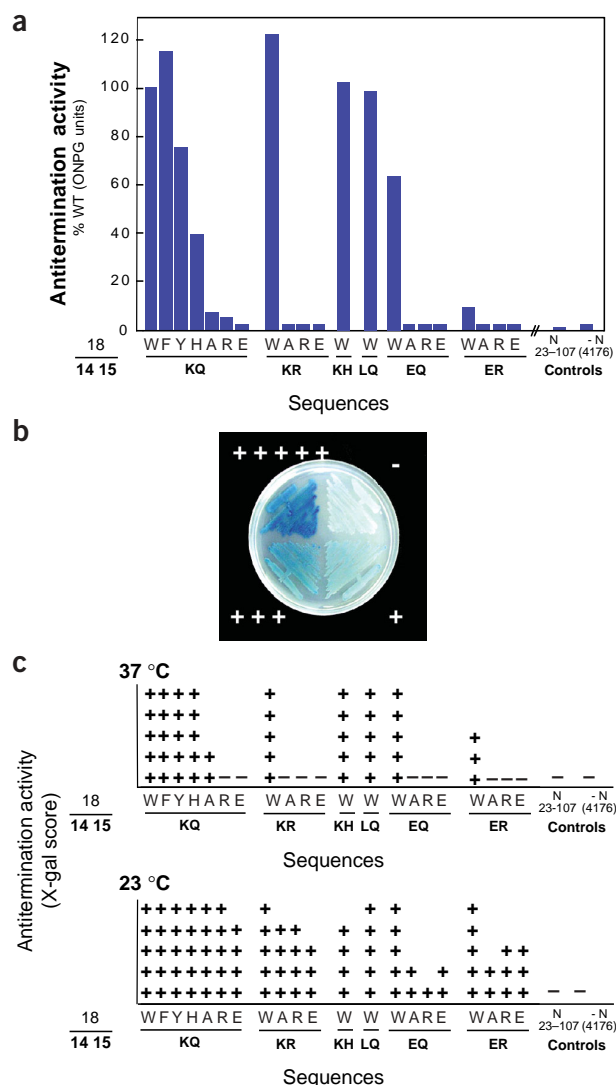 a
Antitermination activity
% WT (ONPG units)
120
100
80
60
40
20
0
18 W F Y H A R E W A R E W W W A R E W A R E N - N
23–107 (4176)
14 15 KQ KR KH LQ EQ ER Controls
Sequences
b
+ + + + + -
+ + + +
c
37 °C
Antitermination activity
(X-gal score)
+ + + + + + + +
+ + + + + + + +
+ + + + + + + + +
+ + + + + + + + + +
+ + + + + – – + – – – + + + – – – + – – – – –
18 W F Y H A R E W A R E W W W A R E W A R E N - N
23-107 (4176)
14 15 KQ KR KH LQ EQ ER Controls
Sequences
23 °C
+ + + + + + + + + +
+ + + + + + + + + + + + + +
+ + + + + + + + + + + + + + + + +
+ + + + + + + + + + + + + + + + + + + +
+ + + + + + + + + + + + + + + + + + + + + – –
18 W F Y H A R E W A R E W W W A R E W A R E N - N
23–107 (4176)
14 15 KQ KR KH LQ EQ ER Controls
Sequences